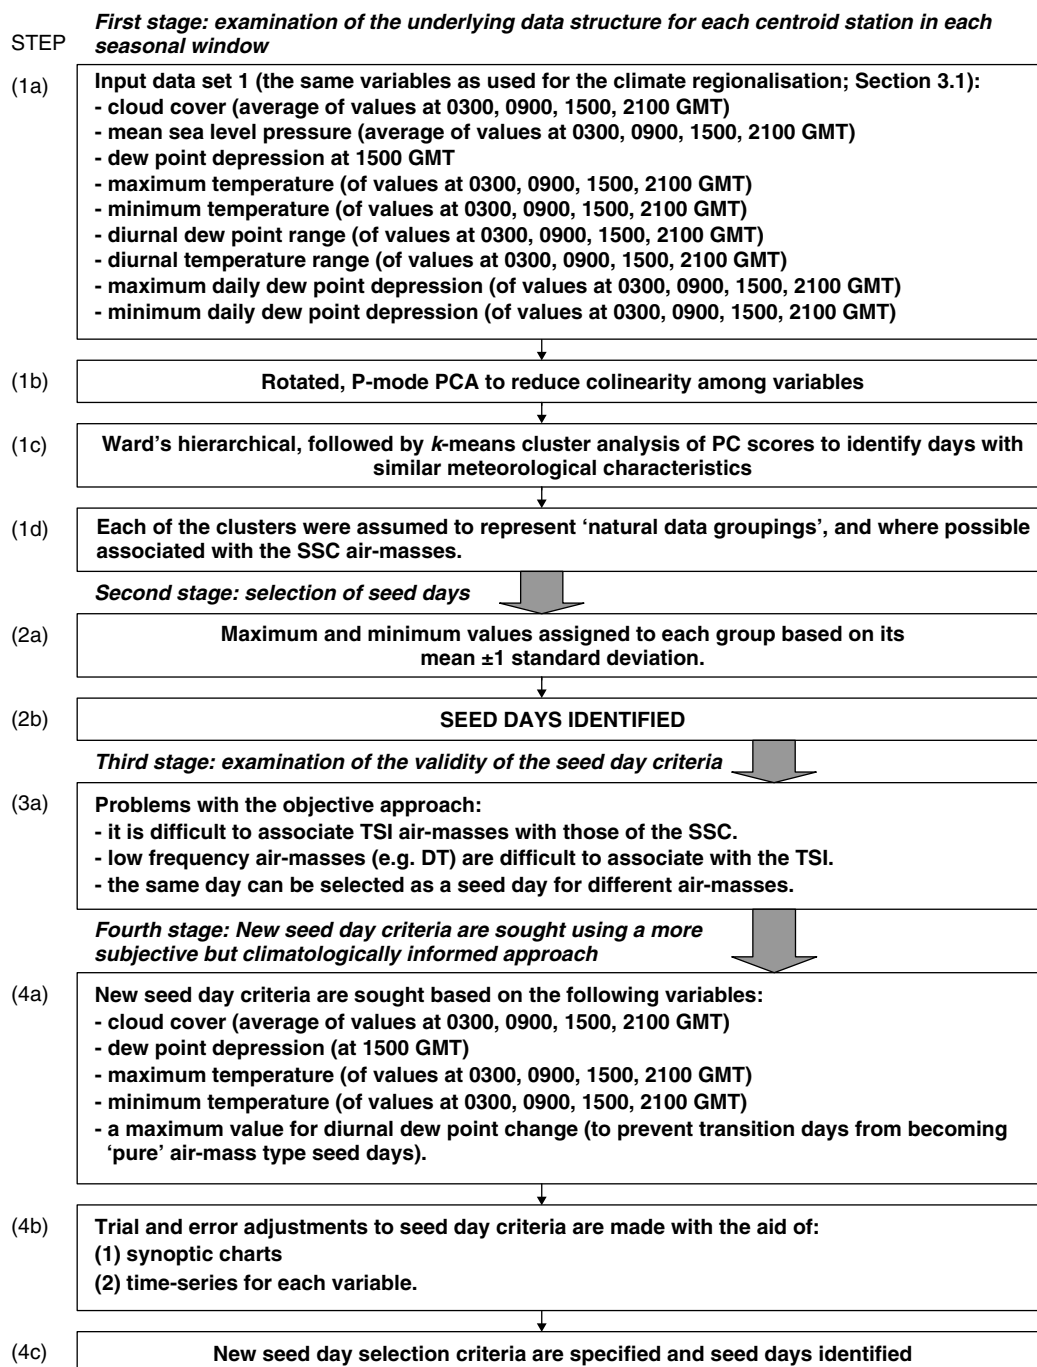 First stage: examination of the underlying data structure for each centroid station in each
STEP
seasonal window
(1a)
Input data set 1 (the same variables as used for the climate regionalisation; Section 3.1):
- cloud cover (average of values at 0300, 0900, 1500, 2100 GMT)
- mean sea level pressure (average of values at 0300, 0900, 1500, 2100 GMT)
- dew point depression at 1500 GMT
- maximum temperature (of values at 0300, 0900, 1500, 2100 GMT)
- minimum temperature (of values at 0300, 0900, 1500, 2100 GMT)
- diurnal dew point range (of values at 0300, 0900, 1500, 2100 GMT)
- diurnal temperature range (of values at 0300, 0900, 1500, 2100 GMT)
- maximum daily dew point depression (of values at 0300, 0900, 1500, 2100 GMT)
- minimum daily dew point depression (of values at 0300, 0900, 1500, 2100 GMT)
(1b)
Rotated, P-mode PCA to reduce colinearity among variables
(1c)
Ward's hierarchical, followed by k-means cluster analysis of PC scores to identify days with
similar meteorological characteristics
(1d)
Each of the clusters were assumed to represent 'natural data groupings', and where possible
associated with the SSC air-masses.
Second stage: selection of seed days
(2a)
Maximum and minimum values assigned to each group based on its
mean ±1 standard deviation.
(2b)
SEED DAYS IDENTIFIED
Third stage: examination of the validity of the seed day criteria
(3a)
Problems with the objective approach:
- it is difficult to associate TSI air-masses with those of the SSC.
- low frequency air-masses (e.g. DT) are difficult to associate with the TSI.
- the same day can be selected as a seed day for different air-masses.
Fourth stage: New seed day criteria are sought using a more
subjective but climatologically informed approach
(4a)
New seed day criteria are sought based on the following variables:
- cloud cover (average of values at 0300, 0900, 1500, 2100 GMT)
- dew point depression (at 1500 GMT)
- maximum temperature (of values at 0300, 0900, 1500, 2100 GMT)
- minimum temperature (of values at 0300, 0900, 1500, 2100 GMT)
- a maximum value for diurnal dew point change (to prevent transition days from becoming
'pure' air-mass type seed days).
(4b)
Trial and error adjustments to seed day criteria are made with the aid of:
(1) synoptic charts
(2) time-series for each variable.
(4c)
New seed day selection criteria are specified and seed days identified